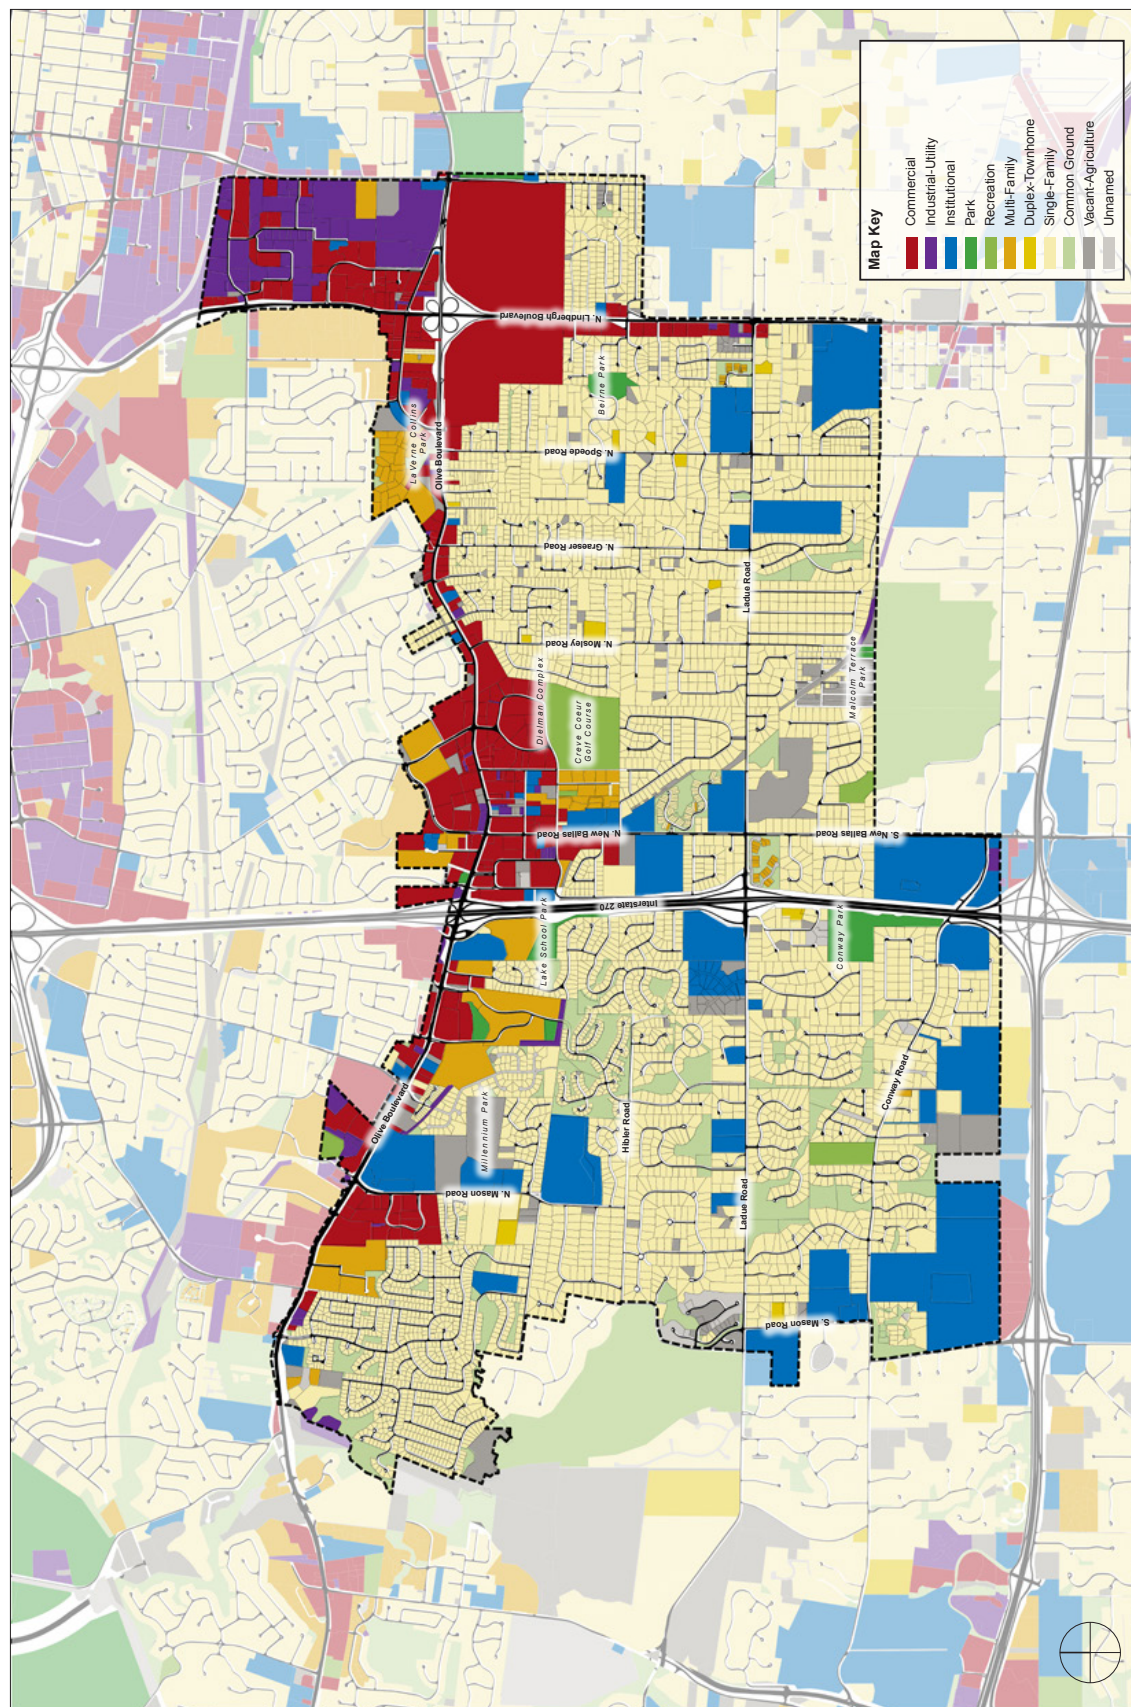 Map Key
Commercial
Industrial-Utility
Institutional
Park
Recreation
Multi-Family
Duplex-Townhome
Single-Family
Common Ground
Vacant-Agriculture
Unnamed
N. Lindbergh Boulevard
Beirne Park
LaVerne Collins
Park
Olive Boulevard
N. Spoede Road
N. Graeser Road
Ladue Road
N. Mosley Road
Malcolm Terrace
Park
Dielman Complex
Creve Coeur
Golf Course
N. New Ballas Road
S. New Ballas Road
Interstate 270
Lake School Park
Conway Park
Conway Road
Olive Boulevard
Millennium Park
Hibler Road
N. Mason Road
Ladue Road
S. Mason Road